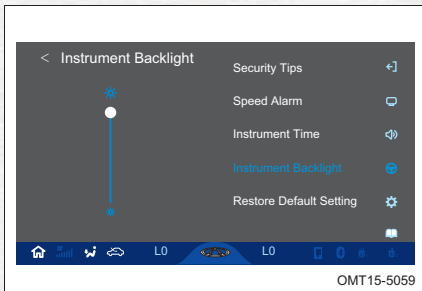 < Instrument Backlight
Security Tips
Speed Alarm
Instrument Time
Instrument Backlight
Restore Default Setting
L0 L0
OMT15-5059